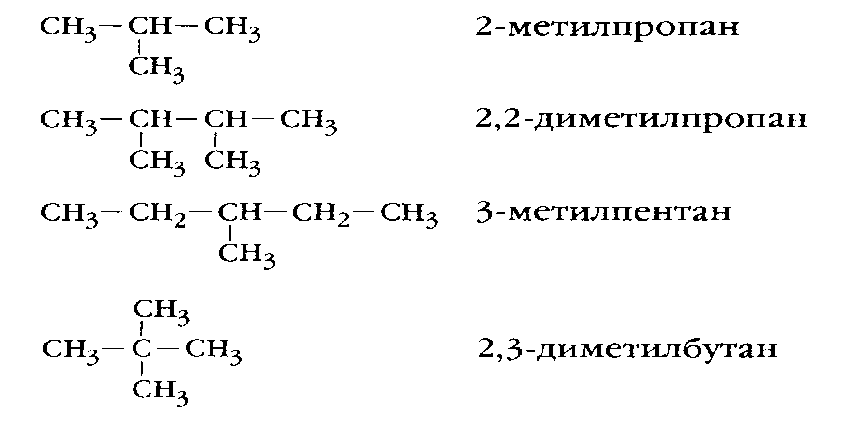 CH₃—CH—CH₃ 2-метилпропан
CH₃
CH₃—CH—CH—CH₃ 2,2-диметилпропан
CH₃ CH₃
CH₃—CH₂—CH—CH₂—CH₃ 3-метилпентан
CH₃
CH₃
CH₃—C—CH₃ 2,3-диметилбутан
CH₃